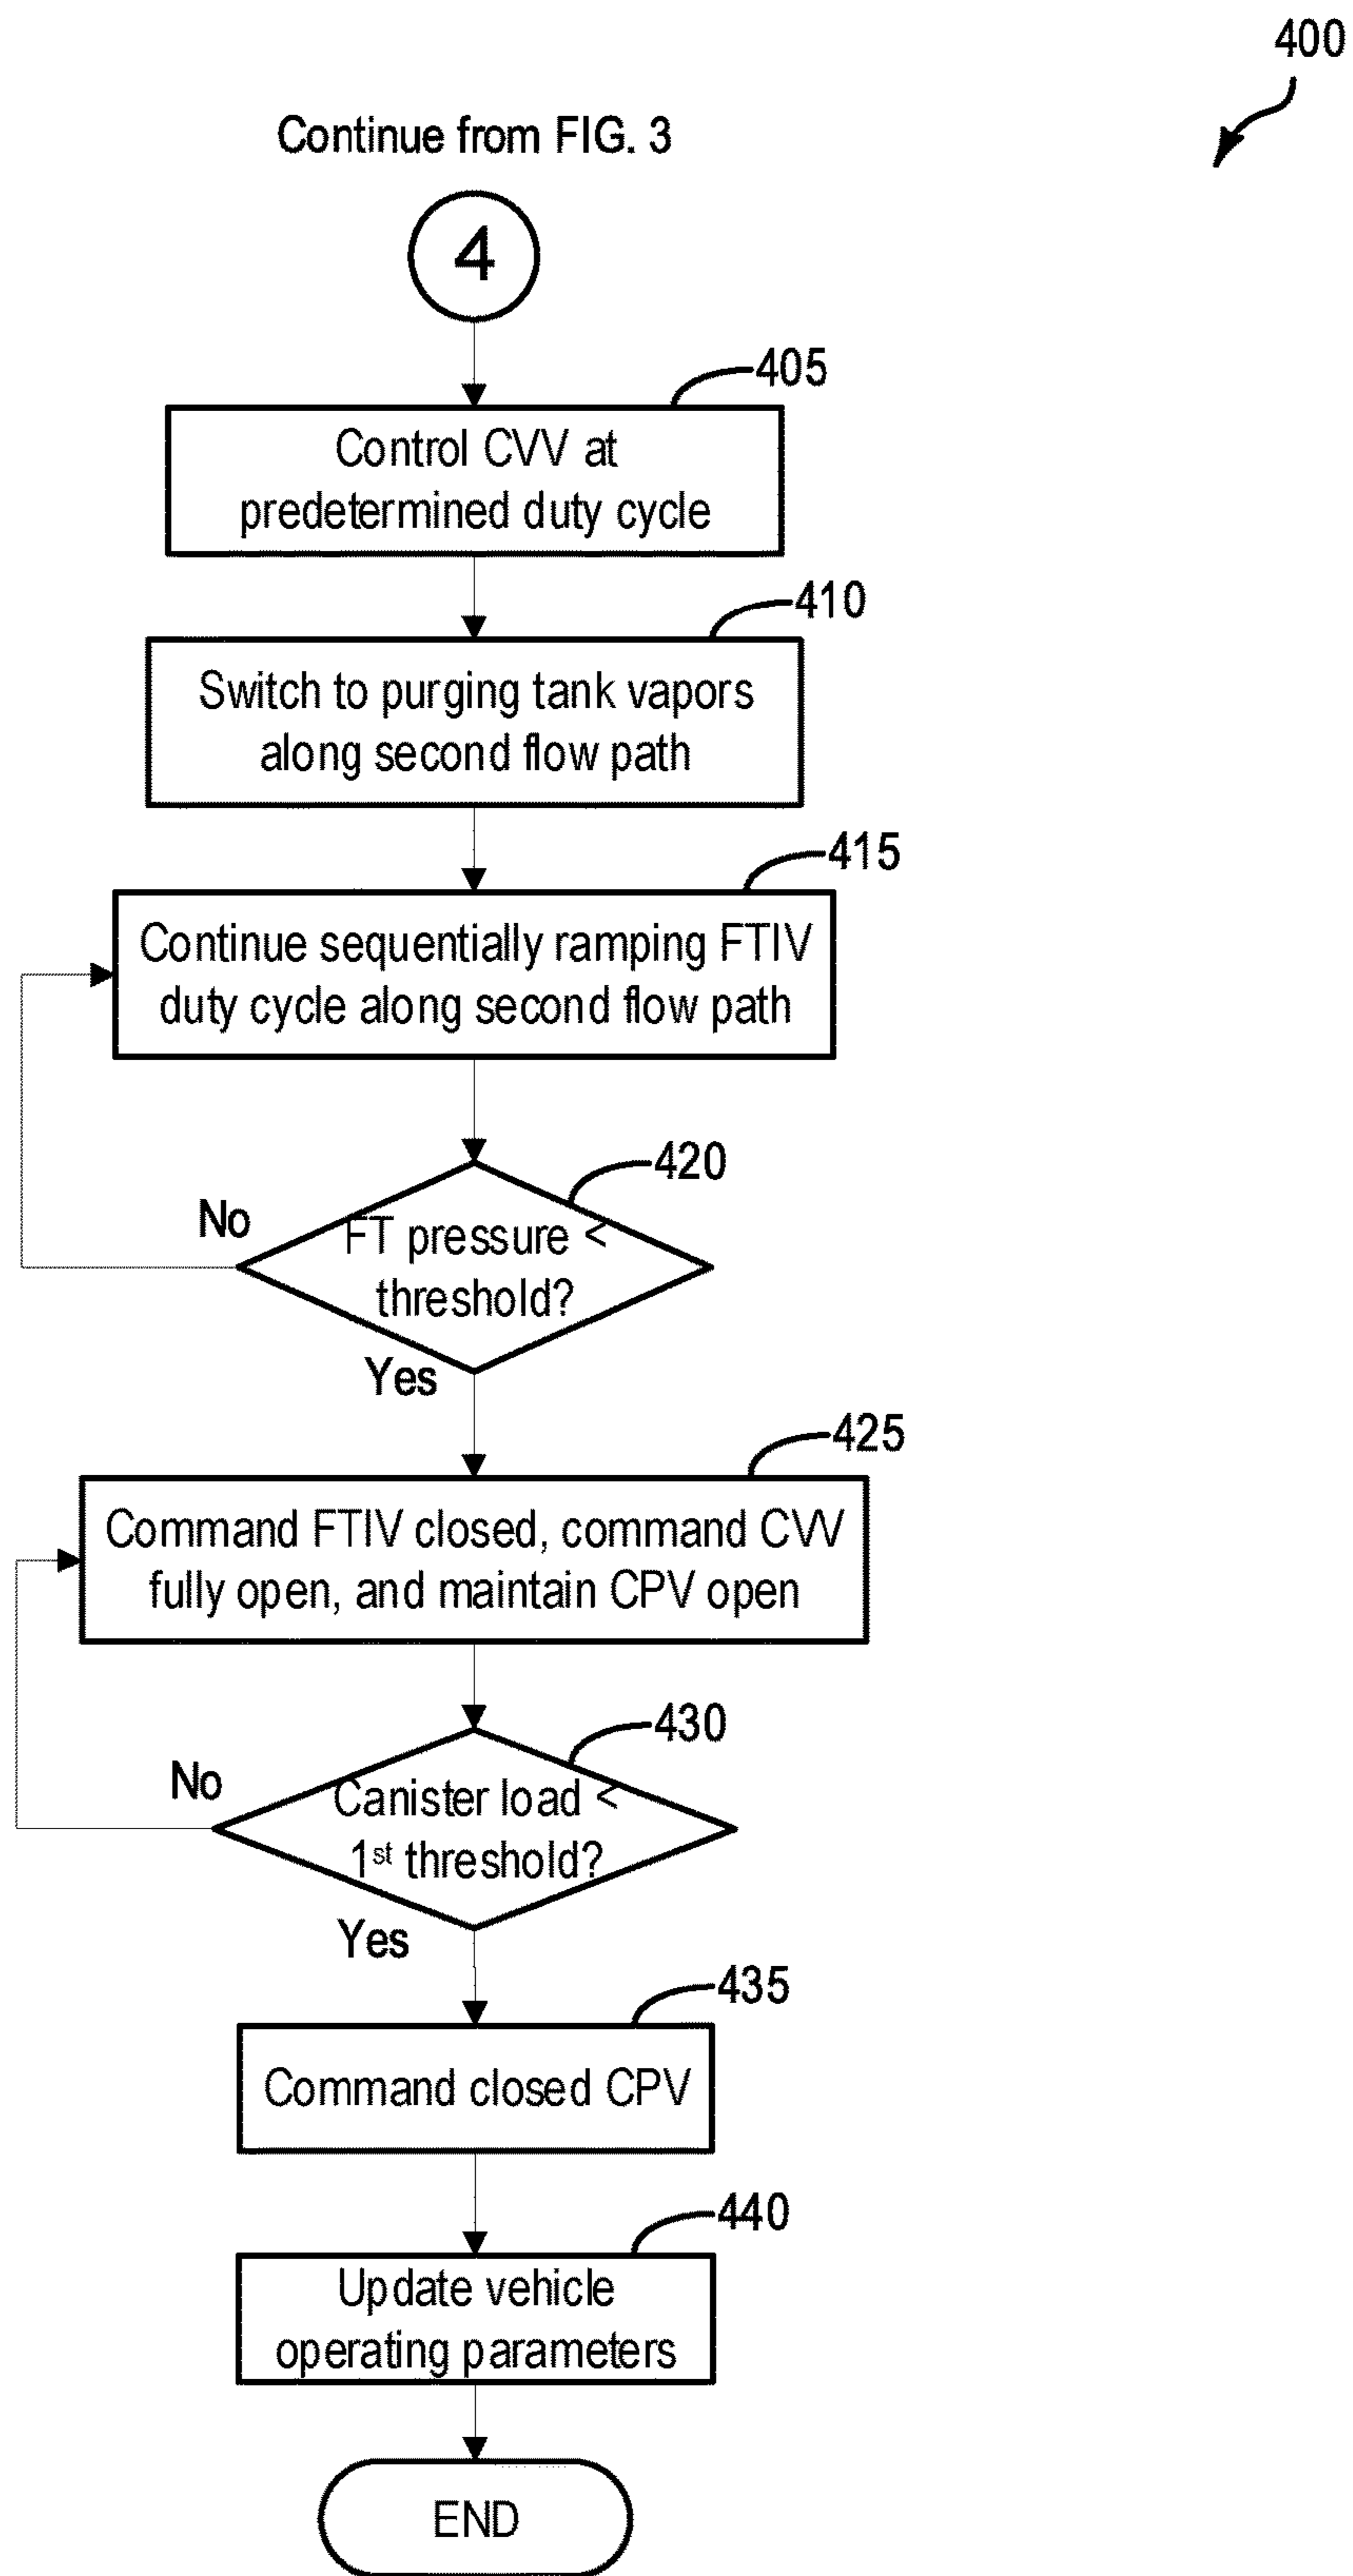 400
Continue from FIG. 3
4
405
Control CVV at
predetermined duty cycle
410
Switch to purging tank vapors
along second flow path
415
Continue sequentially ramping FTIV
duty cycle along second flow path
420
No
FT pressure <
threshold?
Yes
425
Command FTIV closed, command CVV
fully open, and maintain CPV open
430
No
Canister load <
1st threshold?
Yes
435
Command closed CPV
440
Update vehicle
operating parameters
END